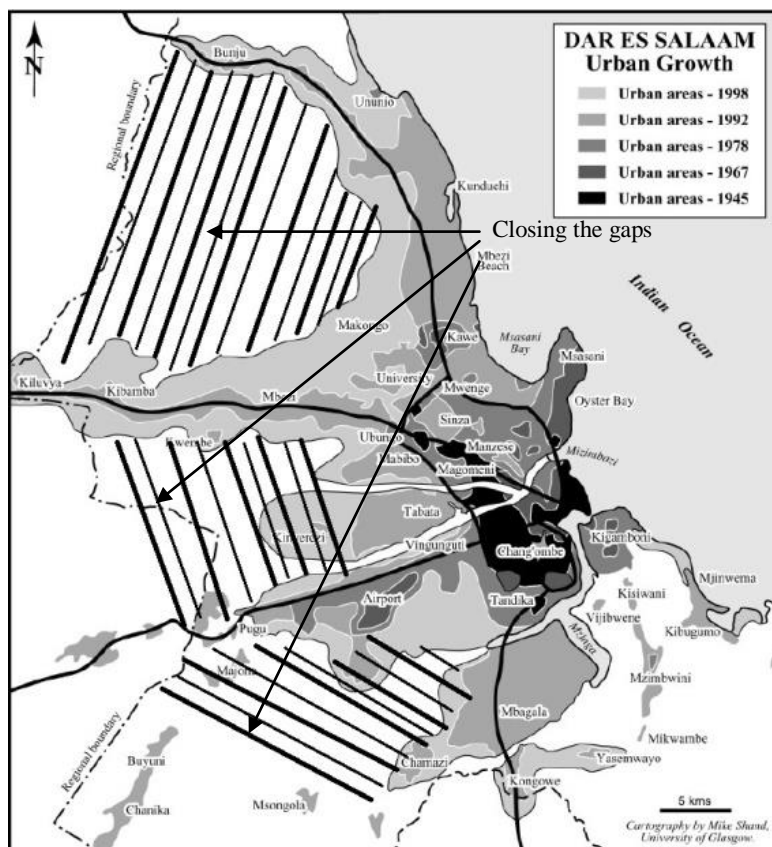 DAR ES SALAAM
Urban Growth
Urban areas - 1998
Urban areas - 1992
Urban areas - 1978
Urban areas - 1967
Urban areas - 1945
N
Bunju
Ununio
Regional boundary
Kunduchi
Closing the gaps
Mbezi
Beach
Indian Ocean
Makongo
Kawe
Msasani
Bay
Msasani
University
Mwenge
Oyster Bay
Kiluvya
Kibamba
Mbezi
Sinza
Kwembe
Ubungo
Manzese
Mabibo
Mizimbazi
Magomeni
Tabata
Kinyerezi
Vingunguti
Chang'ombe
Kigamboni
Mjinwema
Airport
Tandika
Kisiwani
Vijibwene
Kibugumo
Pugu
Mzinga
Majohe
Mzimbwini
Mbagala
Mikwambe
Regional boundary
Buyuni
Chamazi
Yasemwayo
Chanika
Msongola
Kongowe
5 kms
Cartography by Mike Shand,
University of Glasgow.